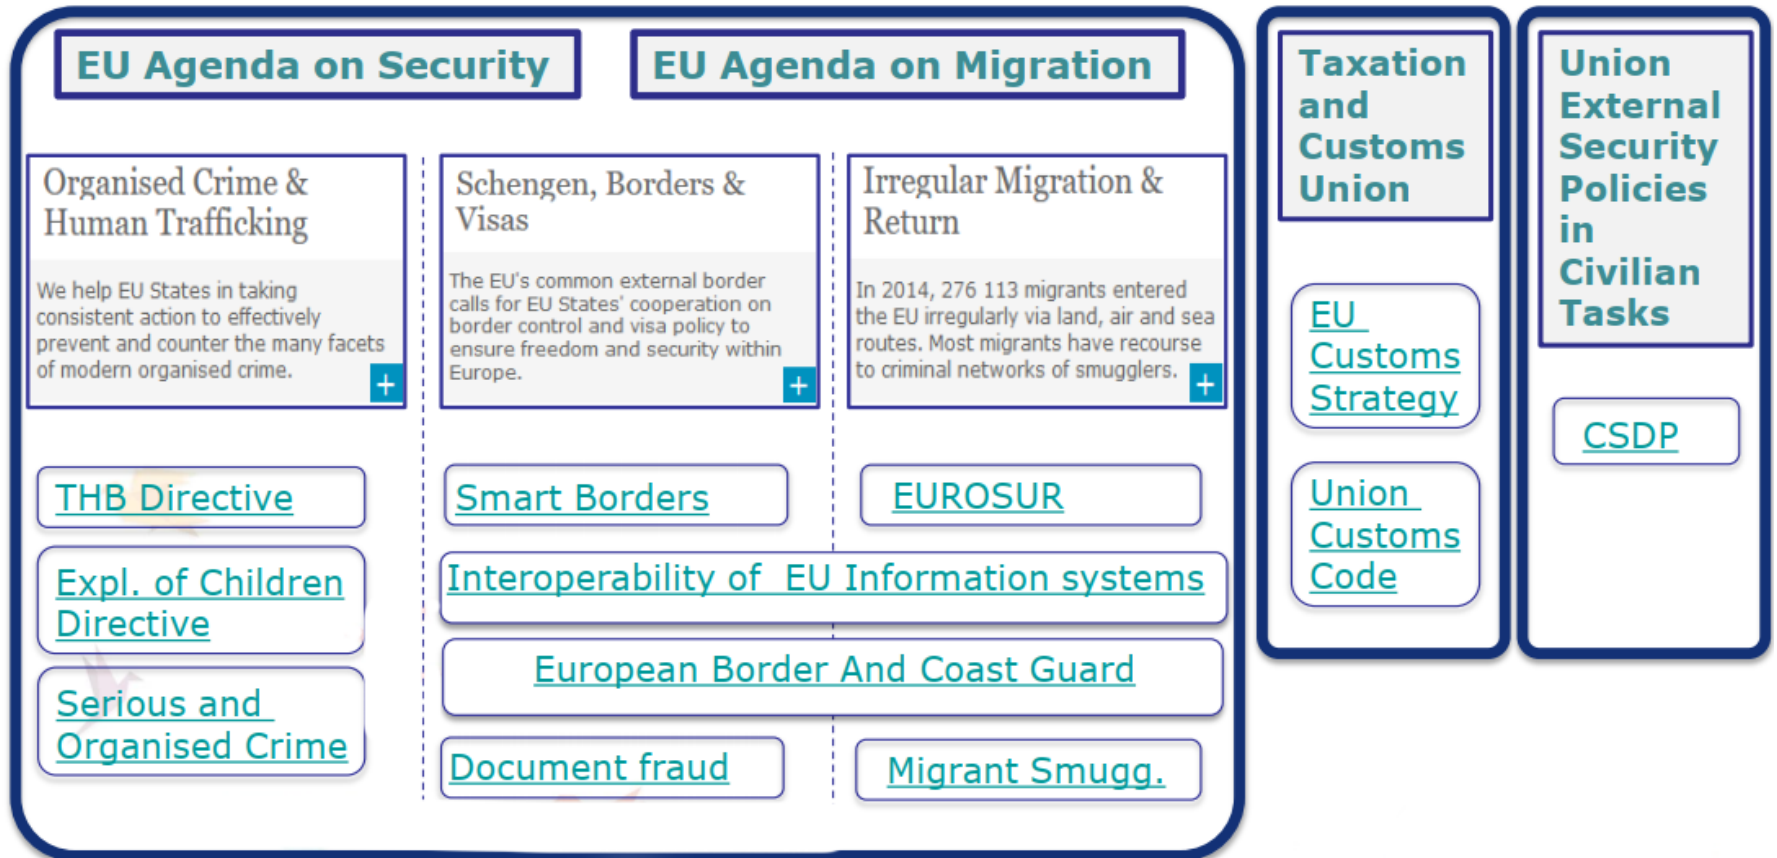 EU Agenda on Security
EU Agenda on Migration
Organised Crime &
Human Trafficking
We help EU States in taking
consistent action to effectively
prevent and counter the many facets
of modern organised crime.
+
THB Directive
Expl. of Children
Directive
Serious and
Organised Crime
Schengen, Borders &
Visas
The EU's common external border
calls for EU States' cooperation on
border control and visa policy to
ensure freedom and security within
Europe.
+
Irregular Migration &
Return
In 2014, 276 113 migrants entered
the EU irregularly via land, air and sea
routes. Most migrants have recourse
to criminal networks of smugglers.
+
Smart Borders
EUROSUR
Interoperability of EU Information systems
European Border And Coast Guard
Document fraud
Migrant Smugg.
Taxation
and
Customs
Union
EU
Customs
Strategy
Union
Customs
Code
Union
External
Security
Policies
in
Civilian
Tasks
CSDP